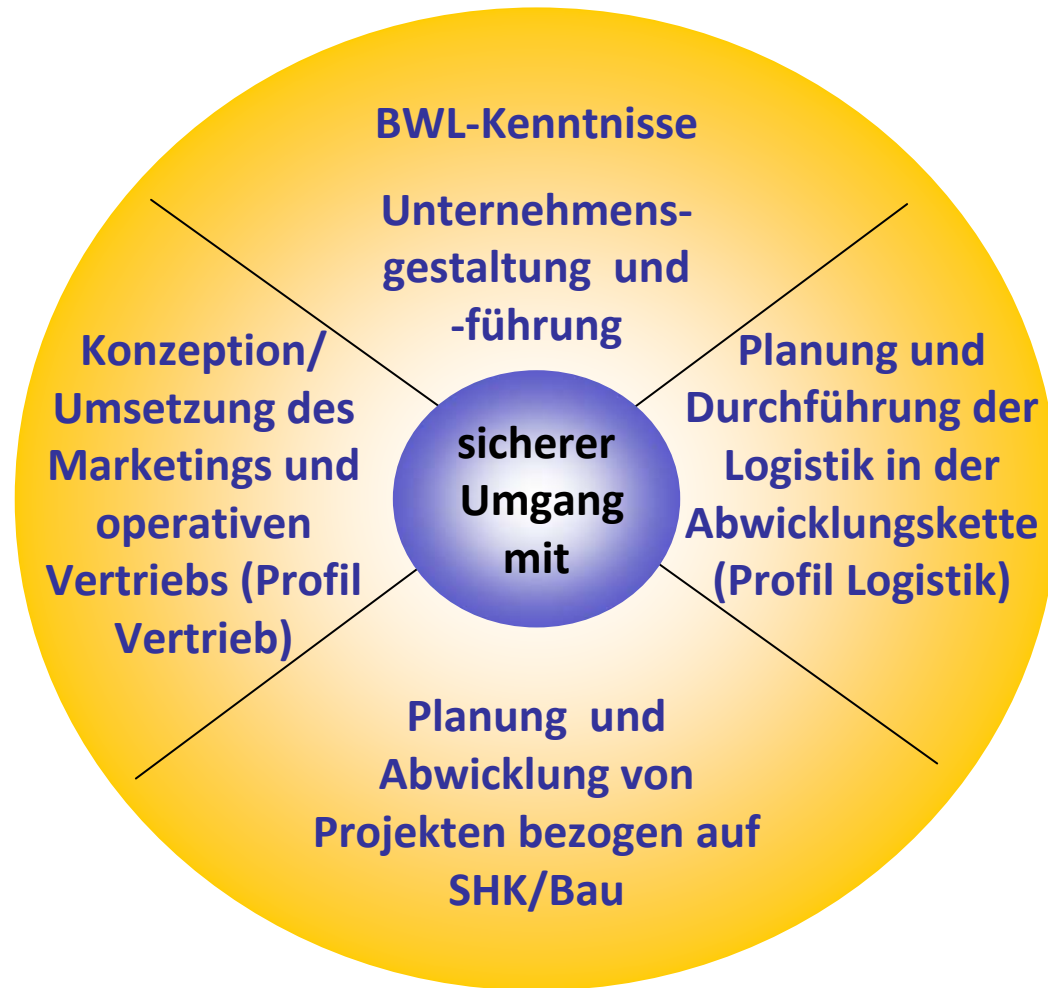 BWL-Kenntnisse
Unternehmens-
gestaltung und
-führung
Konzeption/
Umsetzung des
Marketings und
operativen
Vertriebs (Profil
Vertrieb)
sicherer
Umgang
mit
Planung und
Durchführung der
Logistik in der
Abwicklungskette
(Profil Logistik)
Planung und
Abwicklung von
Projekten bezogen auf
SHK/Bau